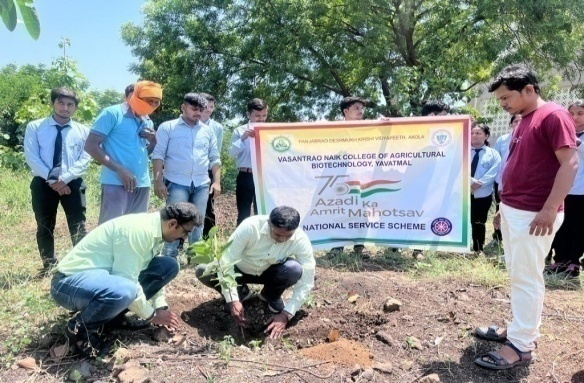 PANJABRAO DESHMUKH KRISHI VIDYAPEETH, AKOLA
VASANTRAO NAIK COLLEGE OF AGRICULTURAL
BIOTECHNOLOGY, YAVATMAL
75
Azadi Ka
Amrit Mahotsav
NATIONAL SERVICE SCHEME